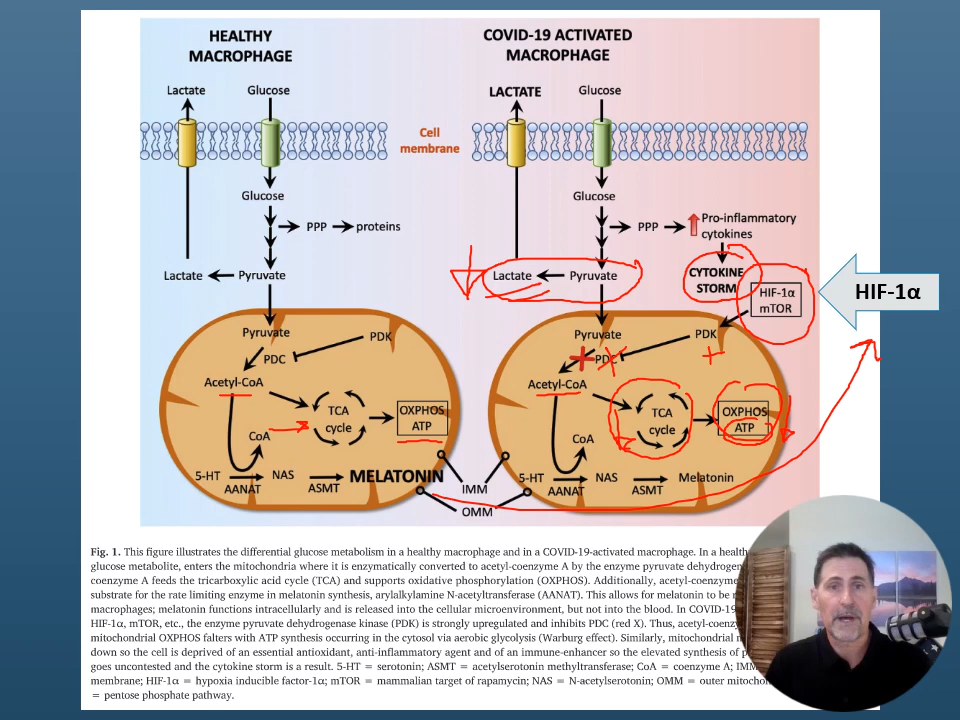 HEALTHY
MACROPHAGE
COVID-19 ACTIVATED
MACROPHAGE
Lactate
Glucose
LACTATE
Glucose
Cell
membrane
Glucose
PPP
proteins
Lactate
Pyruvate
Glucose
PPP
Pro-inflammatory
cytokines
CYTOKINE
STORM
Lactate
Pyruvate
HIF-1α
mTOR
HIF-1α
Pyruvate
PDC
PDK
Acetyl-CoA
TCA
cycle
OXPHOS
ATP
CoA
5-HT
NAS
MELATONIN
AANAT
ASMT
IMM
OMM
Pyruvate
PDC
PDK
Acetyl-CoA
TCA
cycle
OXPHOS
ATP
CoA
5-HT
NAS
Melatonin
AANAT
ASMT
Fig. 1. This figure illustrates the differential glucose metabolism in a healthy macrophage and in a COVID-19-activated macrophage. In a
glucose metabolite, enters the mitochondria where it is enzymatically converted to acetyl-coenzyme A by the enzyme pyruvate
coenzyme A feeds the tricarboxylic acid cycle (TCA) and supports oxidative phosphorylation (OXPHOS). Additionally,
substrate for the rate limiting enzyme in melatonin synthesis, arylalkylamine N-acetyltransferase (AANAT). This allows for melatonin to be
macrophages; melatonin functions intracellularly and is released into the cellular microenvironment, but not into the blood. In
HIF-1α, mTOR, etc., the enzyme pyruvate dehydrogenase kinase (PDK) is strongly upregulated and inhibits PDC (red X). Thus,
mitochondrial OXPHOS falters with ATP synthesis occurring in the cytosol via aerobic glycolysis (Warburg effect). Similarly, mitochondrial
down so the cell is deprived of an essential antioxidant, anti-inflammatory agent and of an immune-enhancer so the elevated synthesis of
goes uncontested and the cytokine storm is a result. 5-HT = serotonin; ASMT = acetylserotonin methyltransferase; CoA = coenzyme A;
membrane; HIF-1α = hypoxia inducible factor-1α; mTOR = mammalian target of rapamycin; NAS = N-acetylserotonin; OMM = outer
= pentose phosphate pathway.